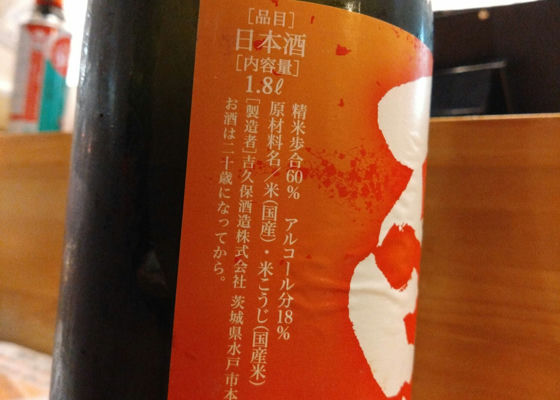 ［品目］
日本酒
［内容量］
1.8ℓ
精米歩合60％　アルコール分18％
原材料名／米（国産）・米こうじ（国産米）
［製造者］吉久保酒造株式会社 茨城県水戸市本
お酒は二十歳になってから。